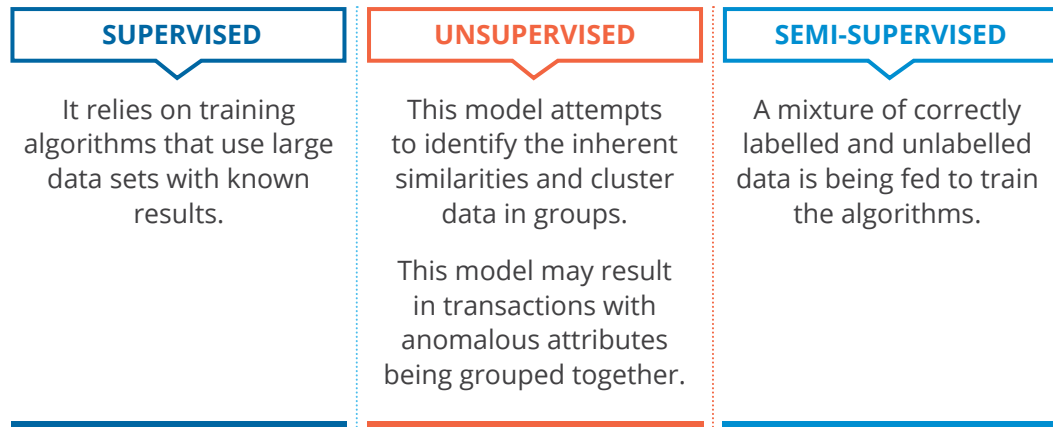 SUPERVISED
It relies on training
algorithms that use large
data sets with known
results.
UNSUPERVISED
This model attempts
to identify the inherent
similarities and cluster
data in groups.
This model may result
in transactions with
anomalous attributes
being grouped together.
SEMI-SUPERVISED
A mixture of correctly
labelled and unlabelled
data is being fed to train
the algorithms.